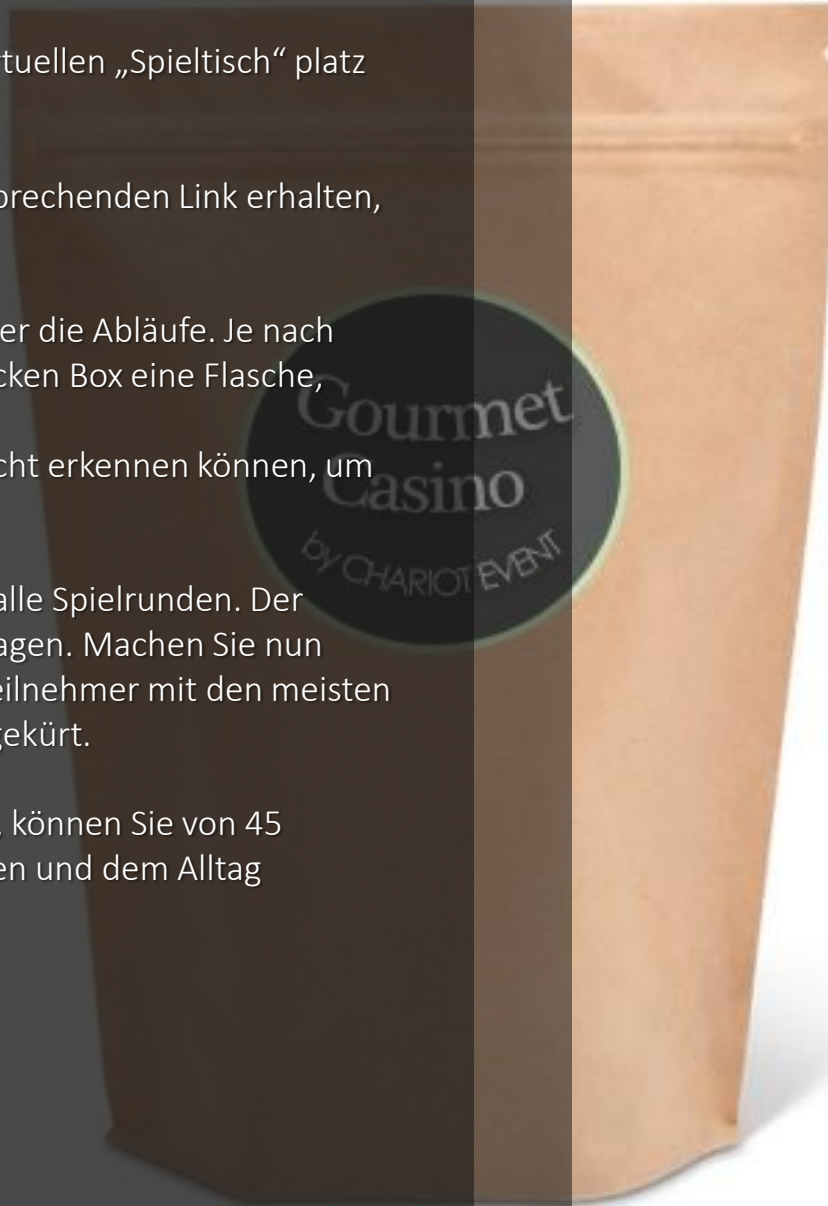 tuellen „Spieltisch“ platz
prechenden Link erhalten,
er die Abläufe. Je nach
cken Box eine Flasche,
cht erkennen können, um
alle Spielrunden. Der
agen. Machen Sie nun
eilnehmer mit den meisten
gekürt.
, können Sie von 45
en und dem Alltag
Gourmet
Casino
by CHARIOT EVENT